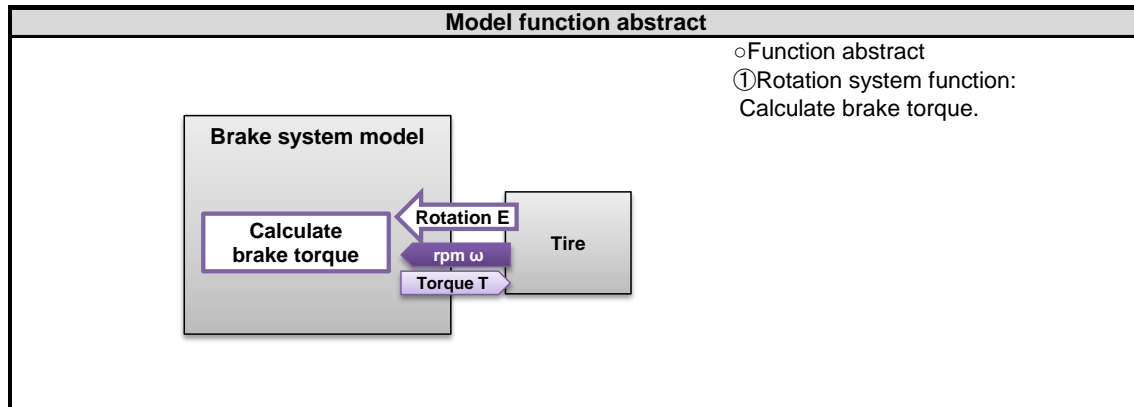 Model function abstract
○Function abstract
①Rotation system function:
Calculate brake torque.
Brake system model
Calculate
brake torque
Rotation E
rpm ω
Torque T
Tire